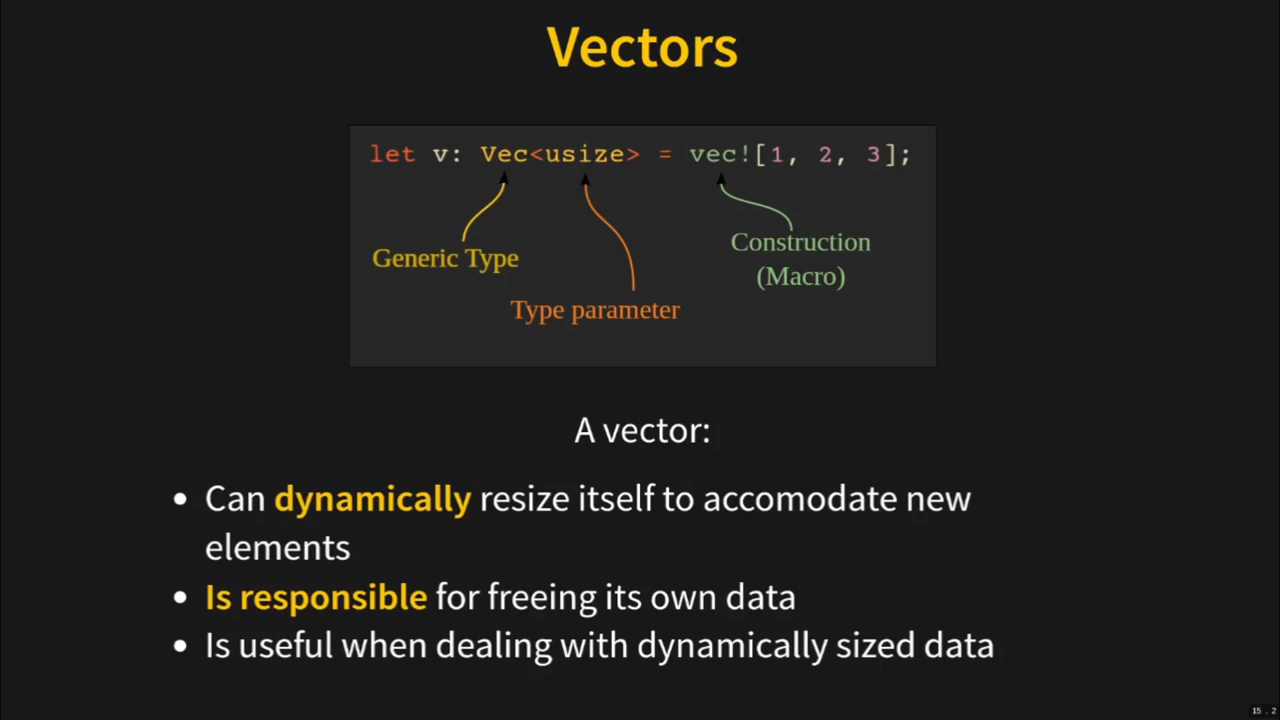 Vectors
let v: Vec<usize> = vec![1, 2, 3];
Generic Type
Construction
(Macro)
Type parameter
A vector:
• Can dynamically resize itself to accomodate new
elements
• Is responsible for freeing its own data
• Is useful when dealing with dynamically sized data
15.2